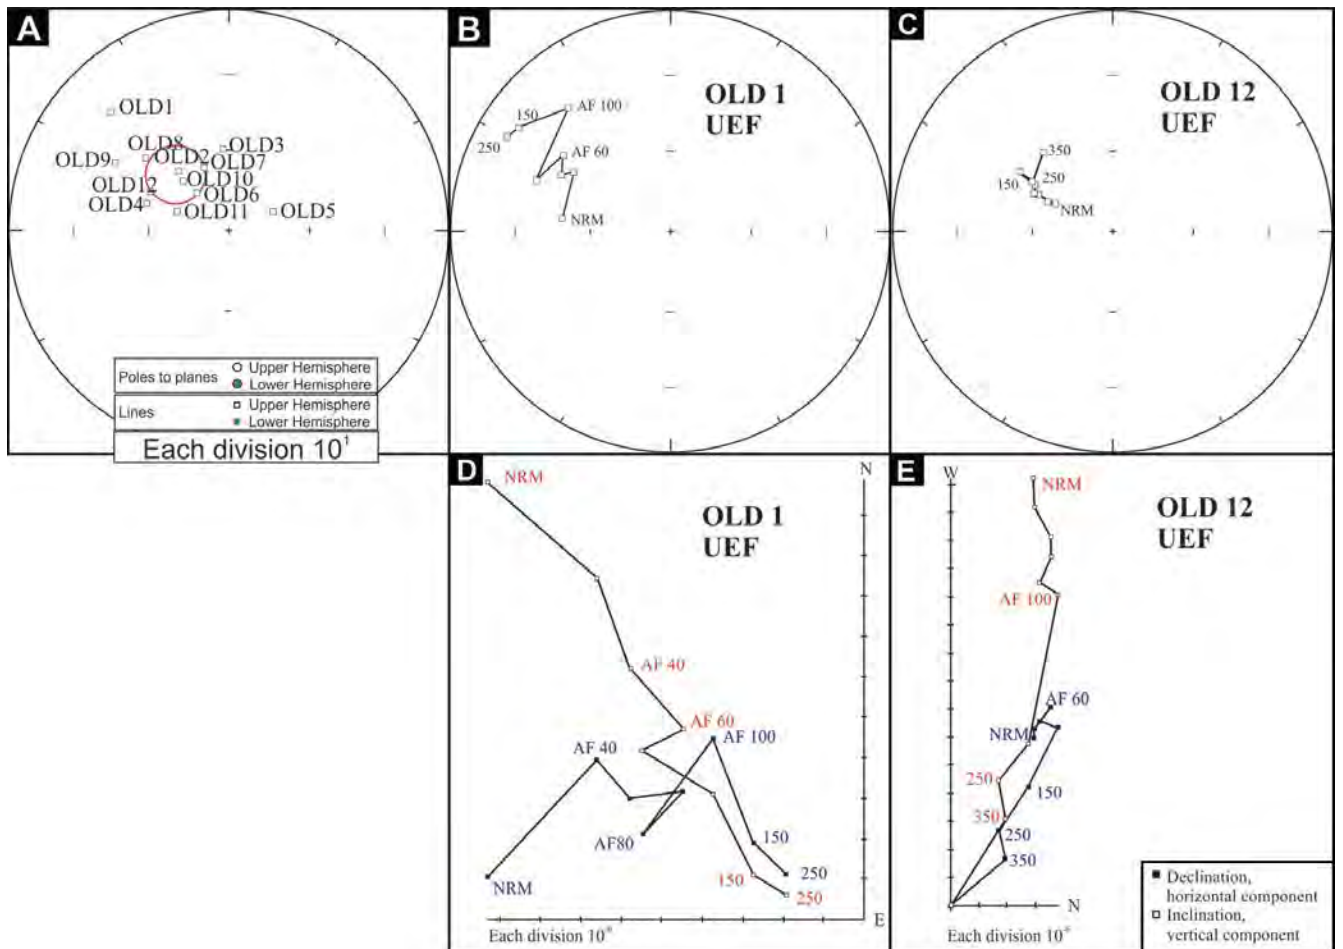 A
OLD1
OLD8
OLD3
OLD9
OLD2
OLD7
OLD12
OLD10
OLD4
OLD6
OLD11
OLD5
Poles to planes
Upper Hemisphere
Lower Hemisphere
Lines
Upper Hemisphere
Lower Hemisphere
Each division 10¹
B
OLD 1
UEF
AF 100
150
250
AF 60
NRM
C
OLD 12
UEF
350
150
250
NRM
D
N
NRM
OLD 1
UEF
AF 40
AF 60
AF 100
AF 40
AF80
150
NRM
150
250
250
E
Each division 10°
E
W
NRM
OLD 12
UEF
AF 100
AF 60
NRM
250
150
350
250
350
N
Each division 10°
Declination,
horizontal component
Inclination,
vertical component